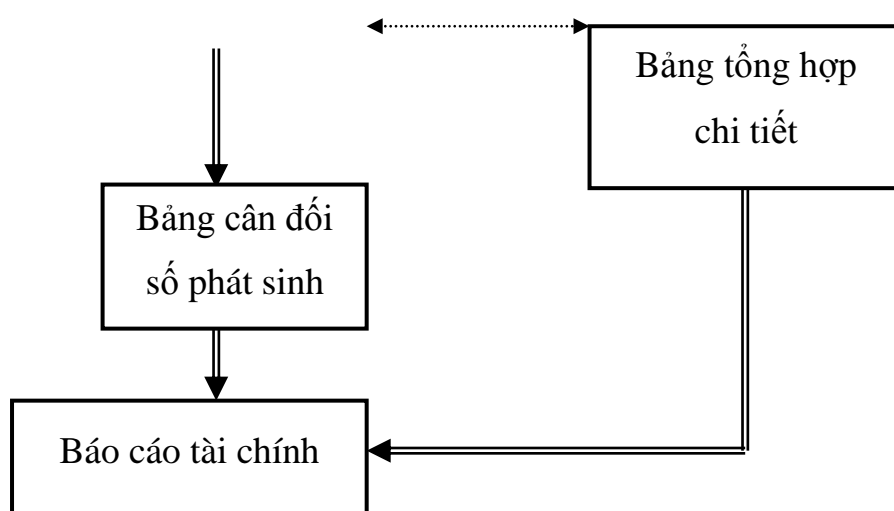 Bảng tổng hợp
chi tiết
Bảng cân đối
số phát sinh
Báo cáo tài chính